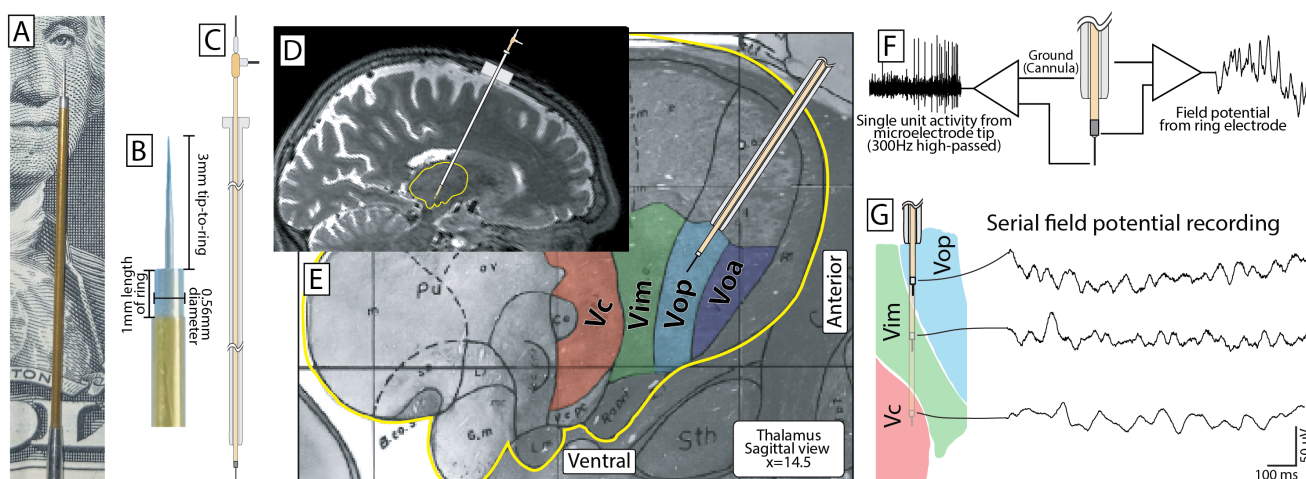 A
TON
B
3mm tip-to-ring
1mm length
of ring
0.56mm
diameter
C
D
E
Pu
m
Vc
Vim
Vop
Voa
Anterior
Sth
G.m
Ventral
Thalamus
Sagittal view
x=14.5
F
Ground
(Cannula)
Single unit activity from
microelectrode tip
(300Hz high-passed)
Field potential
from ring electrode
G
Serial field potential recording
Vop
Vim
Vc
50 uV
100 ms